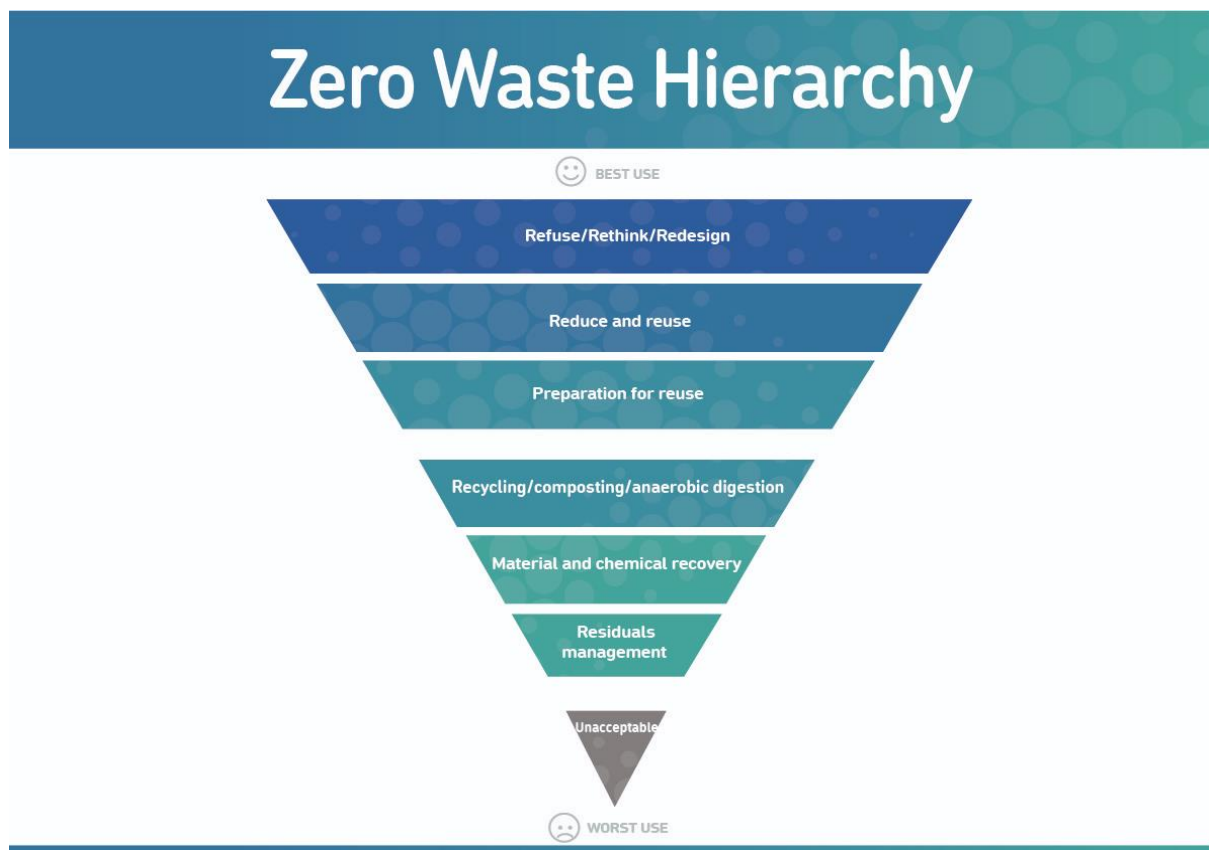 Zero Waste Hierarchy
BEST USE
Refuse/Rethink/Redesign
Reduce and reuse
Preparation for reuse
Recycling/composting/anaerobic digestion
Material and chemical recovery
Residuals
management
Unacceptable
WORST USE